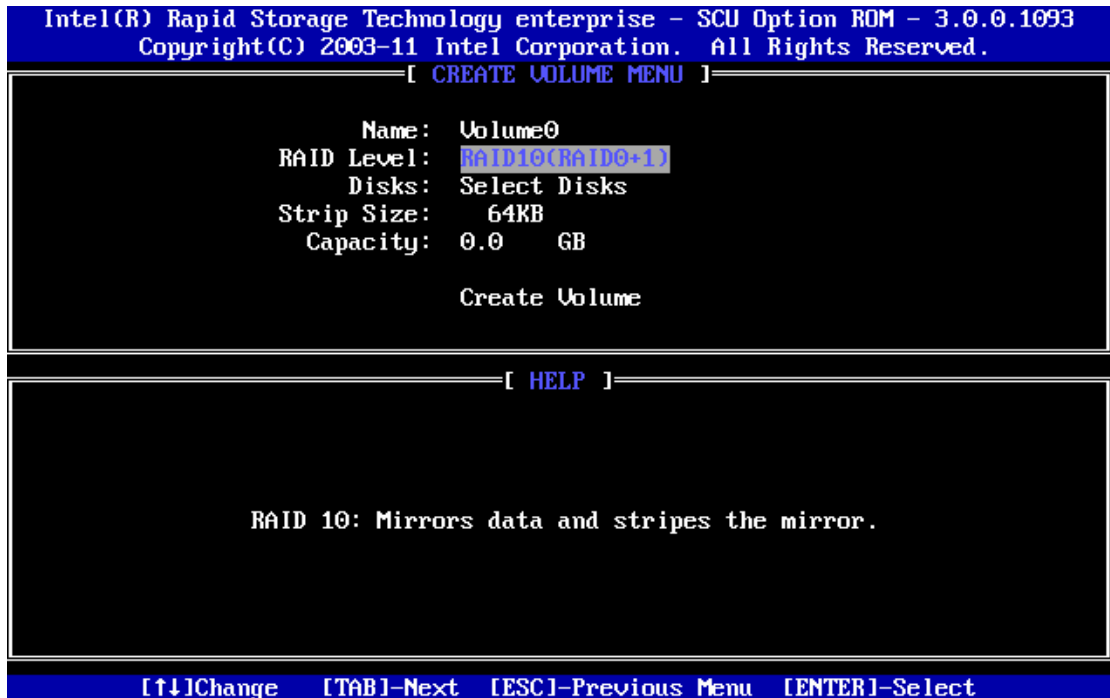 Intel(R) Rapid Storage Technology enterprise - SCU Option ROM - 3.0.0.1093
Copyright(C) 2003-11 Intel Corporation. All Rights Reserved.
[ CREATE VOLUME MENU ]
Name: Volume0
RAID Level: RAID10(RAID0+1)
Disks: Select Disks
Strip Size: 64KB
Capacity: 0.0 GB
Create Volume
[ HELP ]
RAID 10: Mirrors data and stripes the mirror.
[↑↓]Change [TAB]-Next [ESC]-Previous Menu [ENTER]-Select